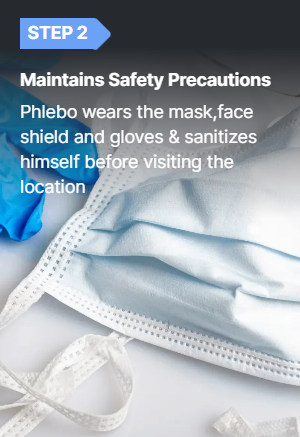 STEP 2
Maintains Safety Precautions
Phlebo wears the mask,face
shield and gloves & sanitizes
himself before visiting the
location